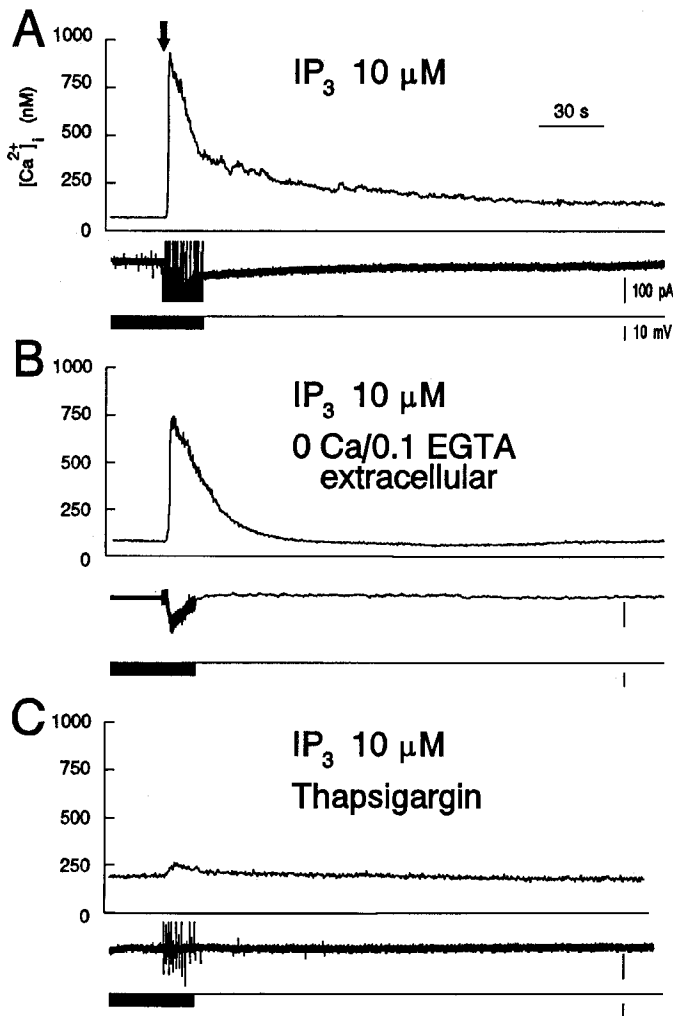 A
1000
750
500
250
0
[Ca²⁺]ᵢ (nM)
IP₃ 10 μM
30 s
100 pA
10 mV
B
1000
750
500
250
0
IP₃ 10 μM
0 Ca/0.1 EGTA
extracellular
C
1000
750
500
250
0
IP₃ 10 μM
Thapsigargin